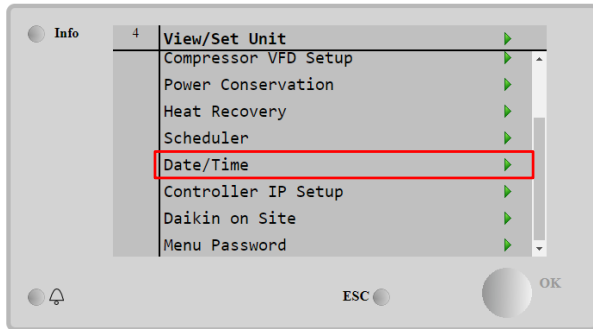 Info
4 View/Set Unit
Compressor VFD Setup
Power Conservation
Heat Recovery
Scheduler
Date/Time
Controller IP Setup
Daikin on Site
Menu Password
ESC
OK